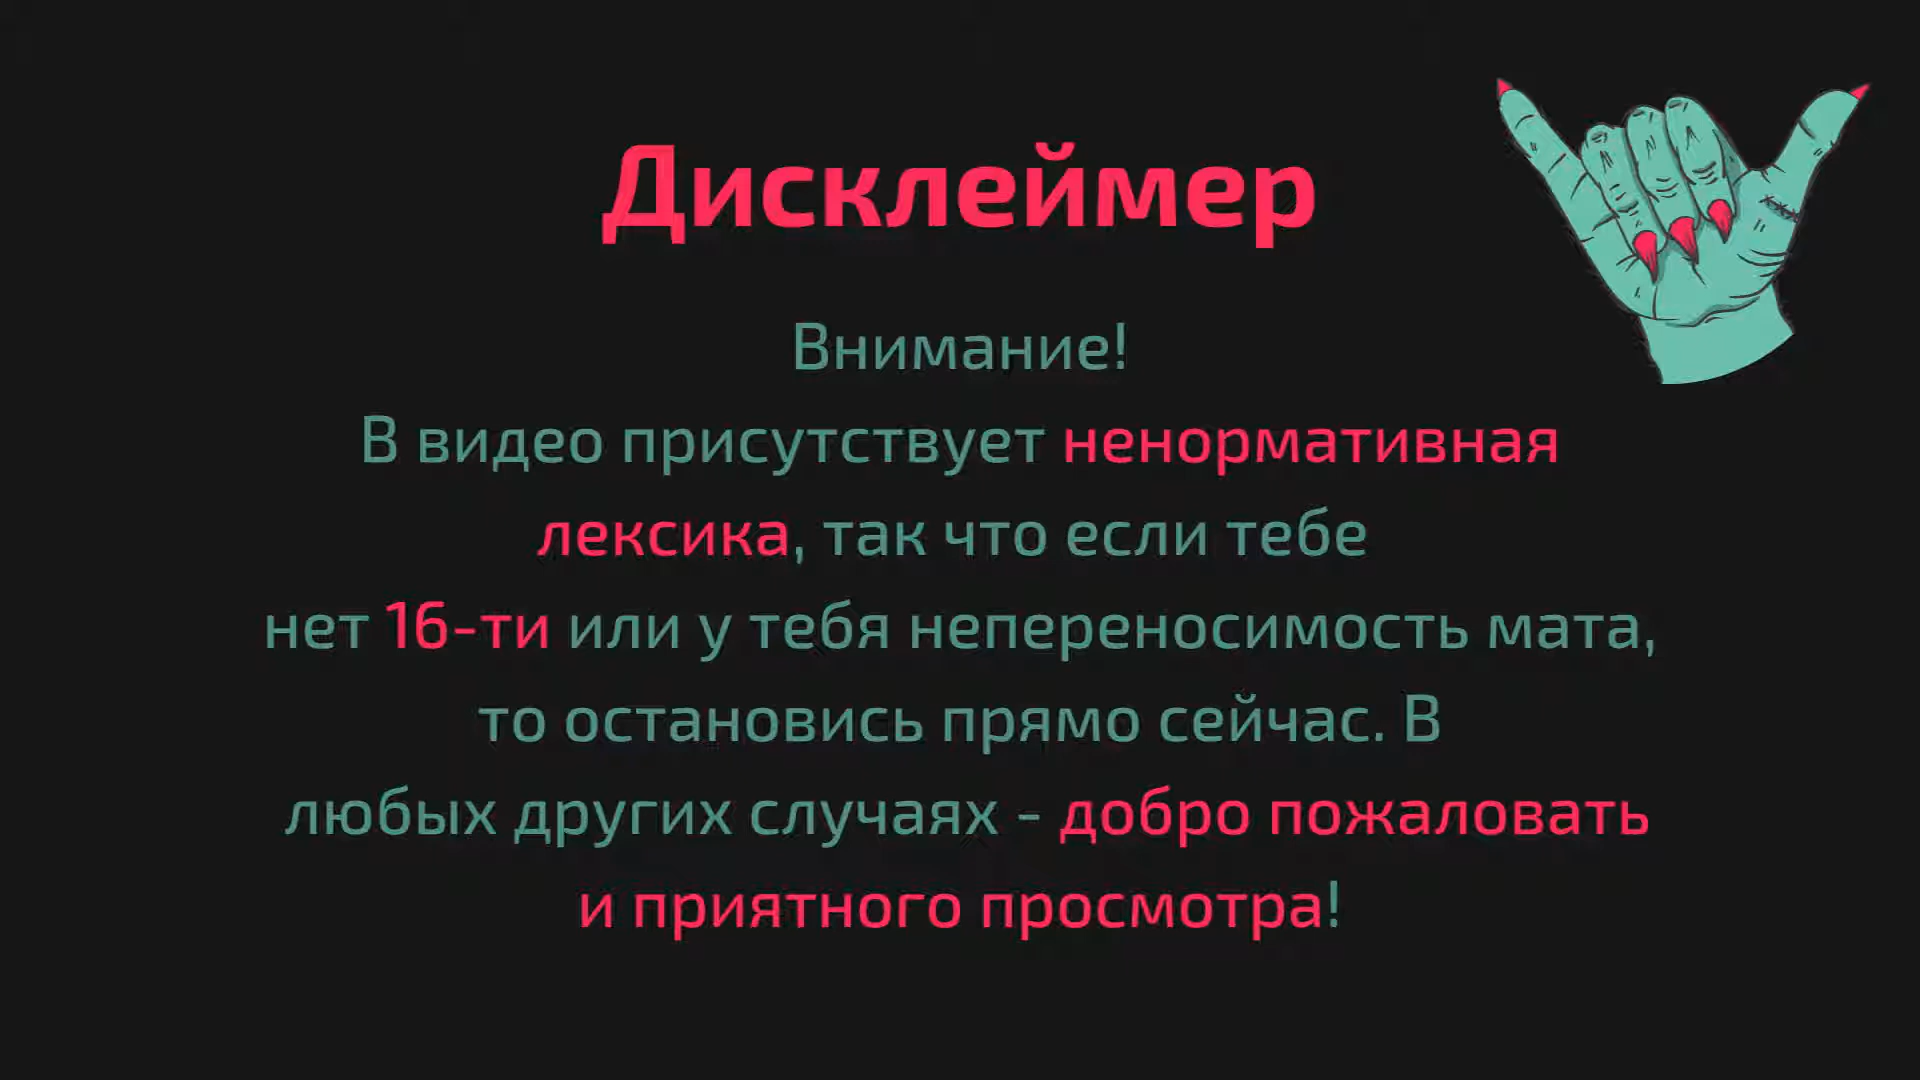 Дисклеймер
Внимание!
В видео присутствует ненормативная
лексика, так что если тебе
нет 16-ти или у тебя непереносимость мата,
то остановись прямо сейчас. В
любых других случаях - добро пожаловать
и приятного просмотра!